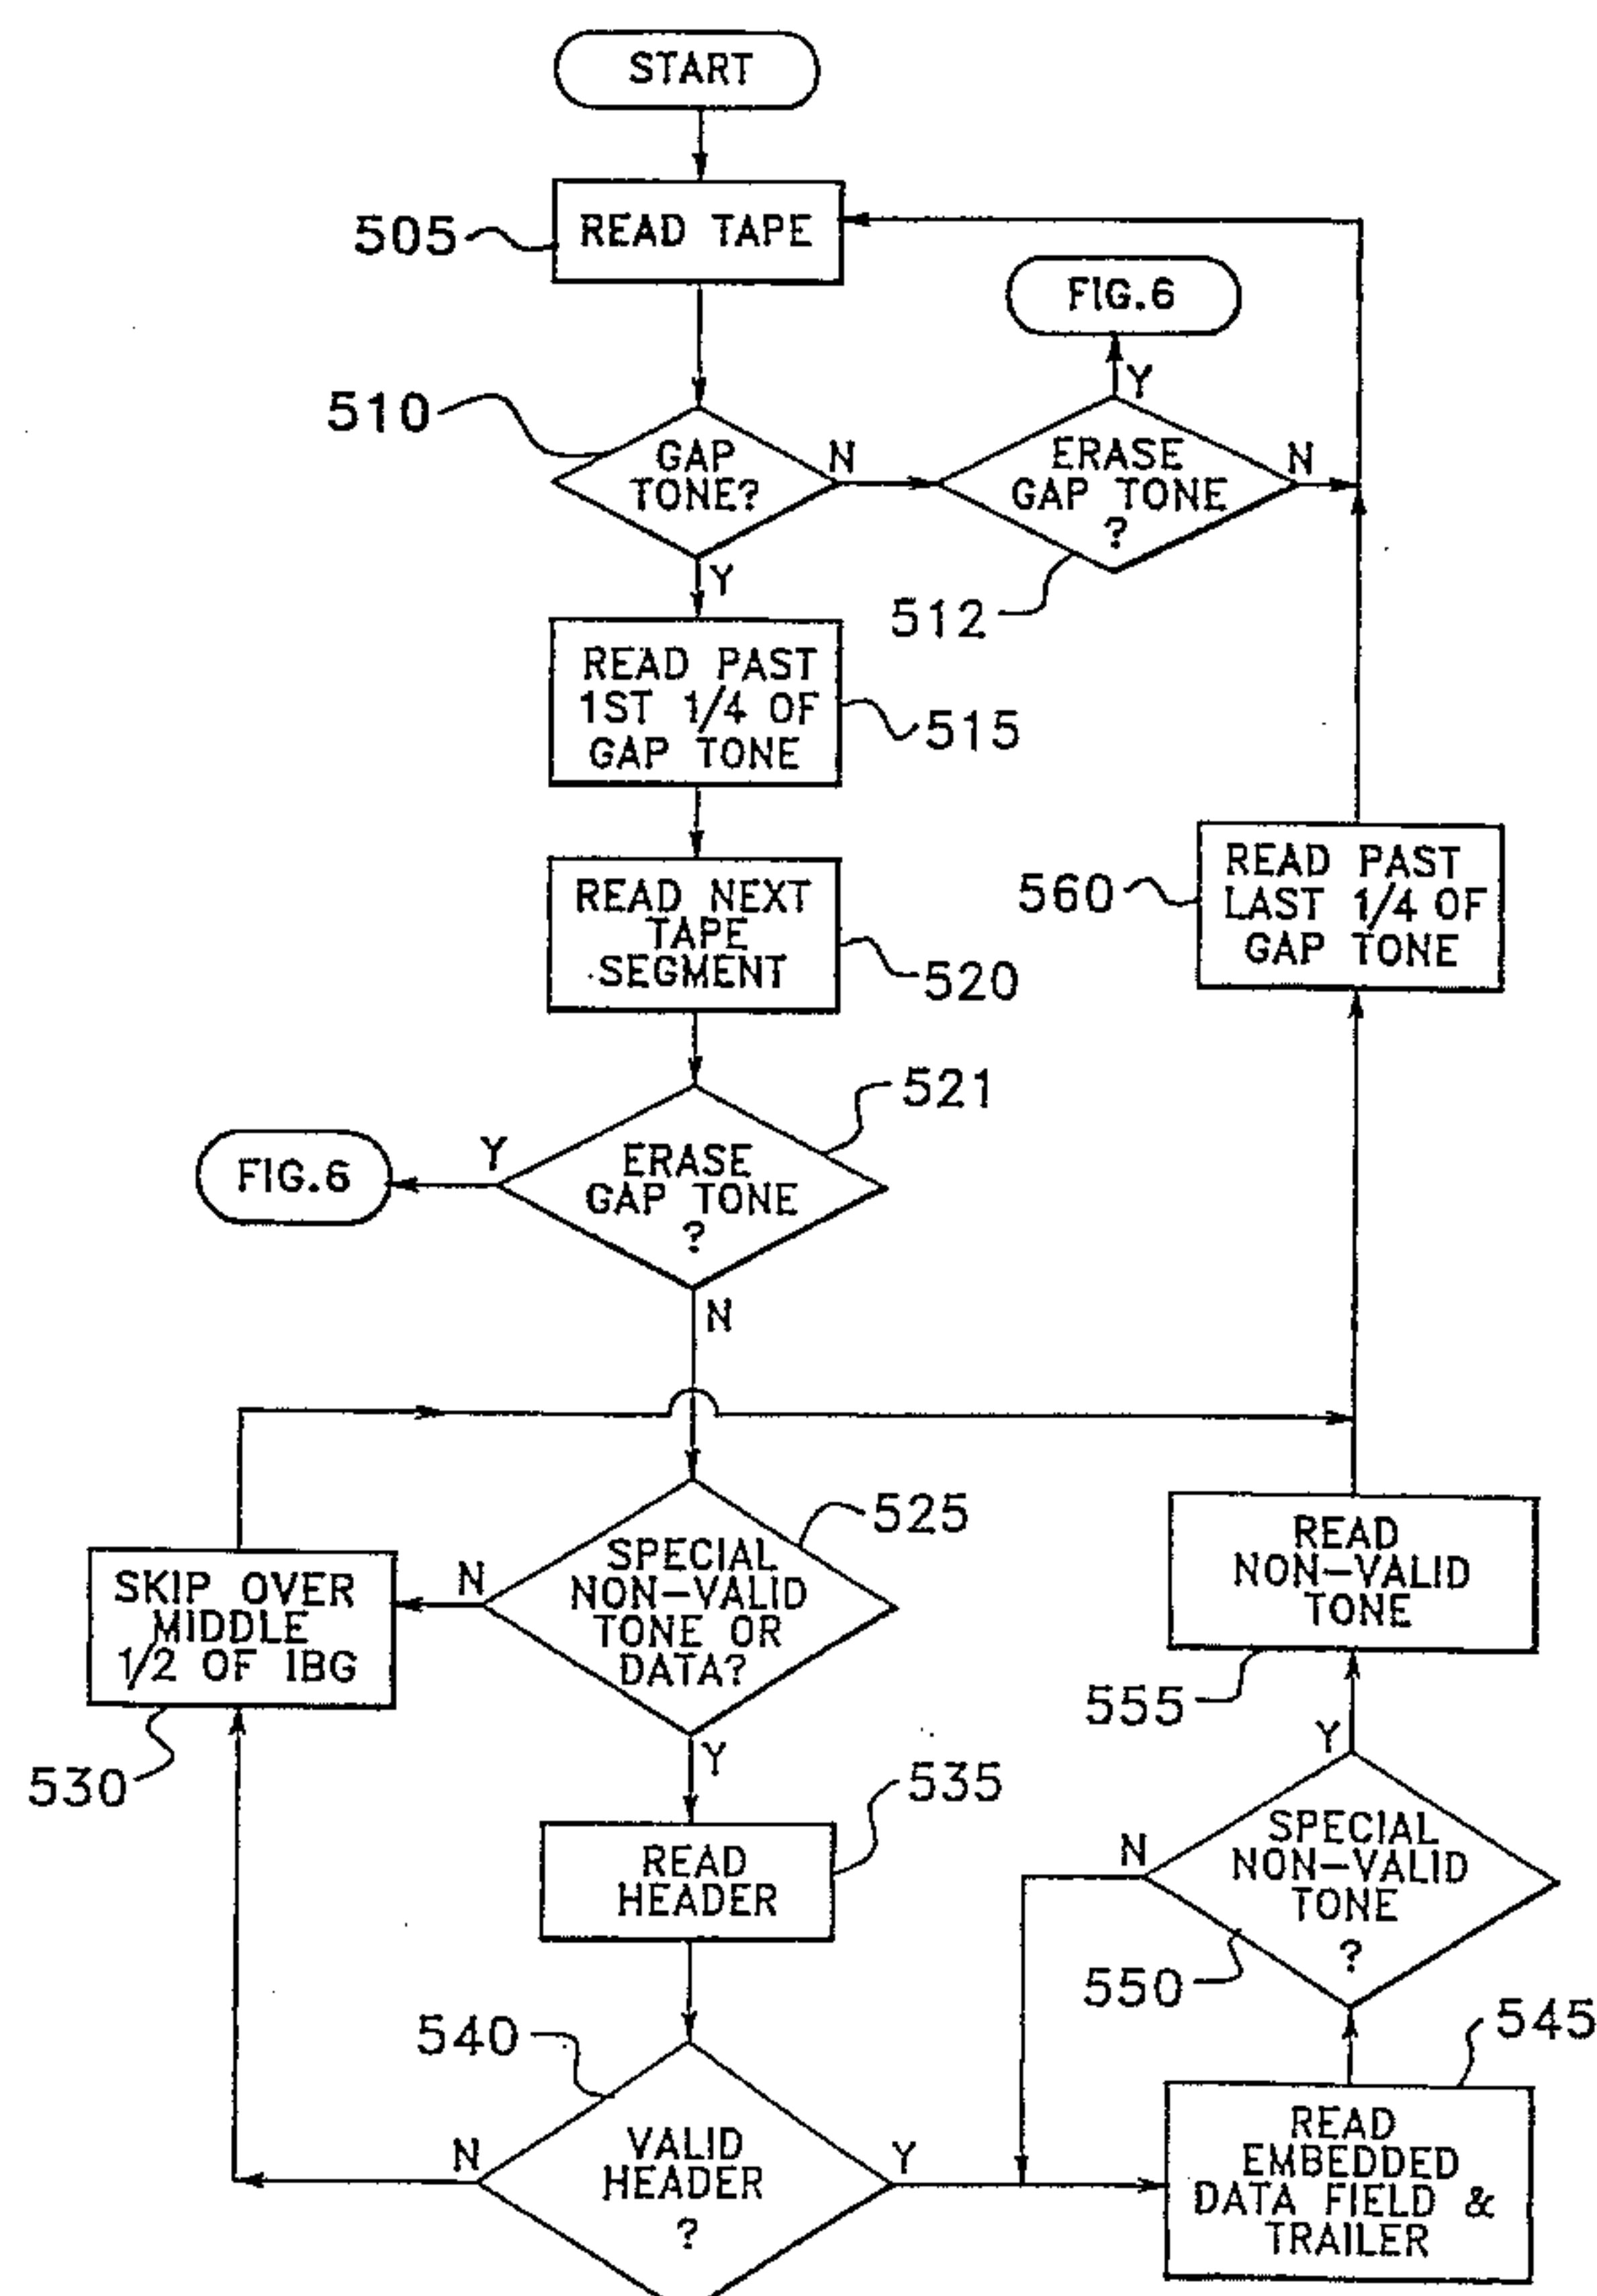 START
READ TAPE
505
FIG.6
Y
510
GAP
TONE?
N
ERASE
GAP TONE
?
N
Y
512
READ PAST
1ST 1/4 OF
GAP TONE
515
READ NEXT
TAPE
SEGMENT
520
READ PAST
LAST 1/4 OF
GAP TONE
560
521
ERASE
GAP TONE
?
Y
FIG.6
N
525
SPECIAL
NON-VALID
TONE OR
DATA?
N
SKIP OVER
MIDDLE
1/2 OF IBG
530
READ
NON-VALID
TONE
555
Y
Y
535
READ
HEADER
SPECIAL
NON-VALID
TONE
?
N
550
540
VALID
HEADER
?
N
Y
545
READ
EMBEDDED
DATA FIELD &
TRAILER